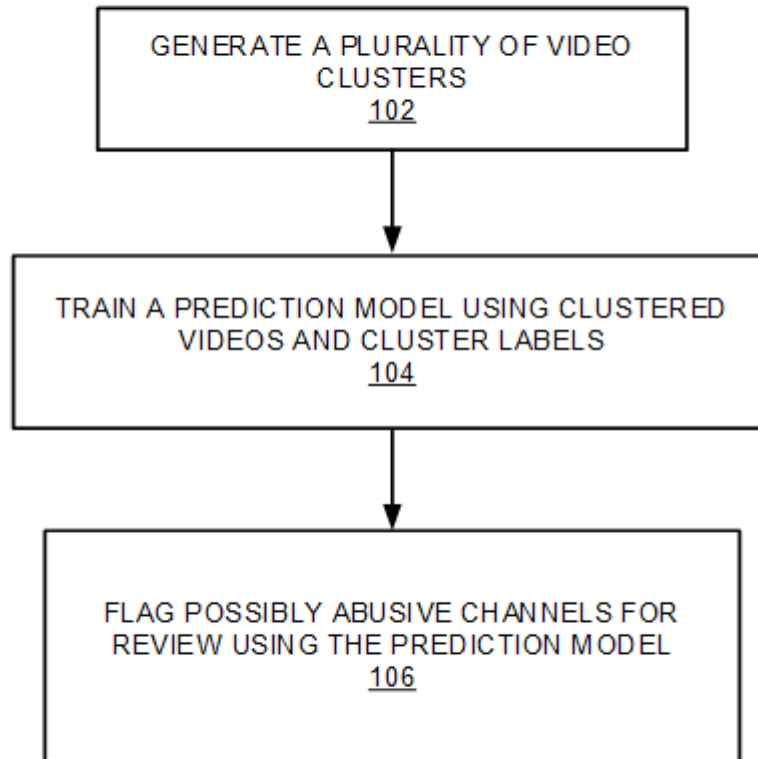 GENERATE A PLURALITY OF VIDEO
CLUSTERS
102
TRAIN A PREDICTION MODEL USING CLUSTERED
VIDEOS AND CLUSTER LABELS
104
FLAG POSSIBLY ABUSIVE CHANNELS FOR
REVIEW USING THE PREDICTION MODEL
106